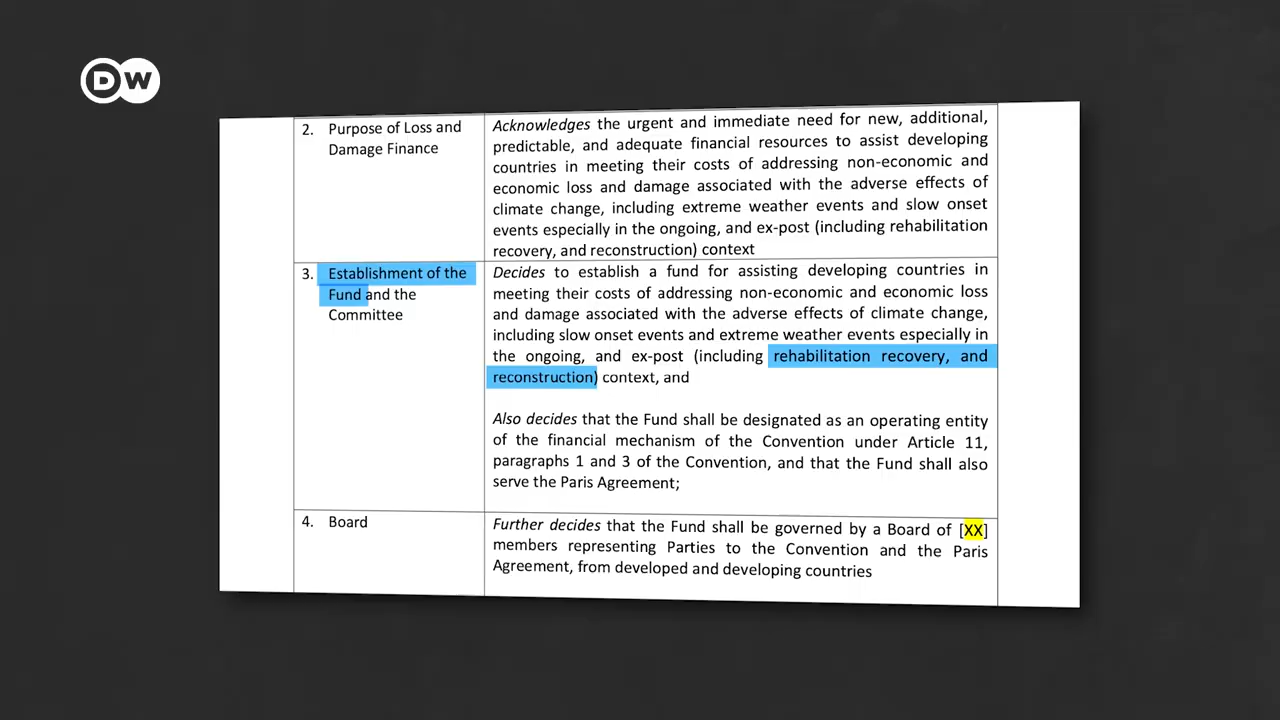 DW
2. Purpose of Loss and
Damage Finance
Acknowledges the urgent and immediate need for new, additional,
predictable, and adequate financial resources to assist developing
countries in meeting their costs of addressing non-economic and
economic loss and damage associated with the adverse effects of
climate change, including extreme weather events and slow onset
events especially in the ongoing, and ex-post (including rehabilitation
recovery, and reconstruction) context
3. Establishment of the
Fund and the
Committee
Decides to establish a fund for assisting developing countries in
meeting their costs of addressing non-economic and economic loss
and damage associated with the adverse effects of climate change,
including slow onset events and extreme weather events especially in
the ongoing, and ex-post (including rehabilitation recovery, and
reconstruction) context, and
Also decides that the Fund shall be designated as an operating entity
of the financial mechanism of the Convention under Article 11,
paragraphs 1 and 3 of the Convention, and that the Fund shall also
serve the Paris Agreement;
4. Board
Further decides that the Fund shall be governed by a Board of [XX]
members representing Parties to the Convention and the Paris
Agreement, from developed and developing countries